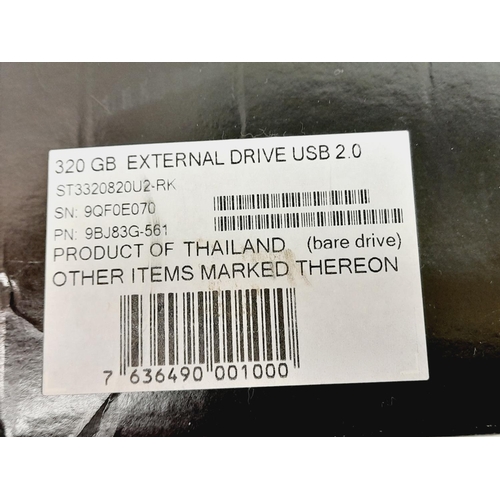 320 GB EXTERNAL DRIVE USB 2.0
ST3320820U2-RK
SN: 9QF0E070
PN: 9BJ83G-561
PRODUCT OF THAILAND (bare drive)
OTHER ITEMS MARKED THEREON
7 636490 001000